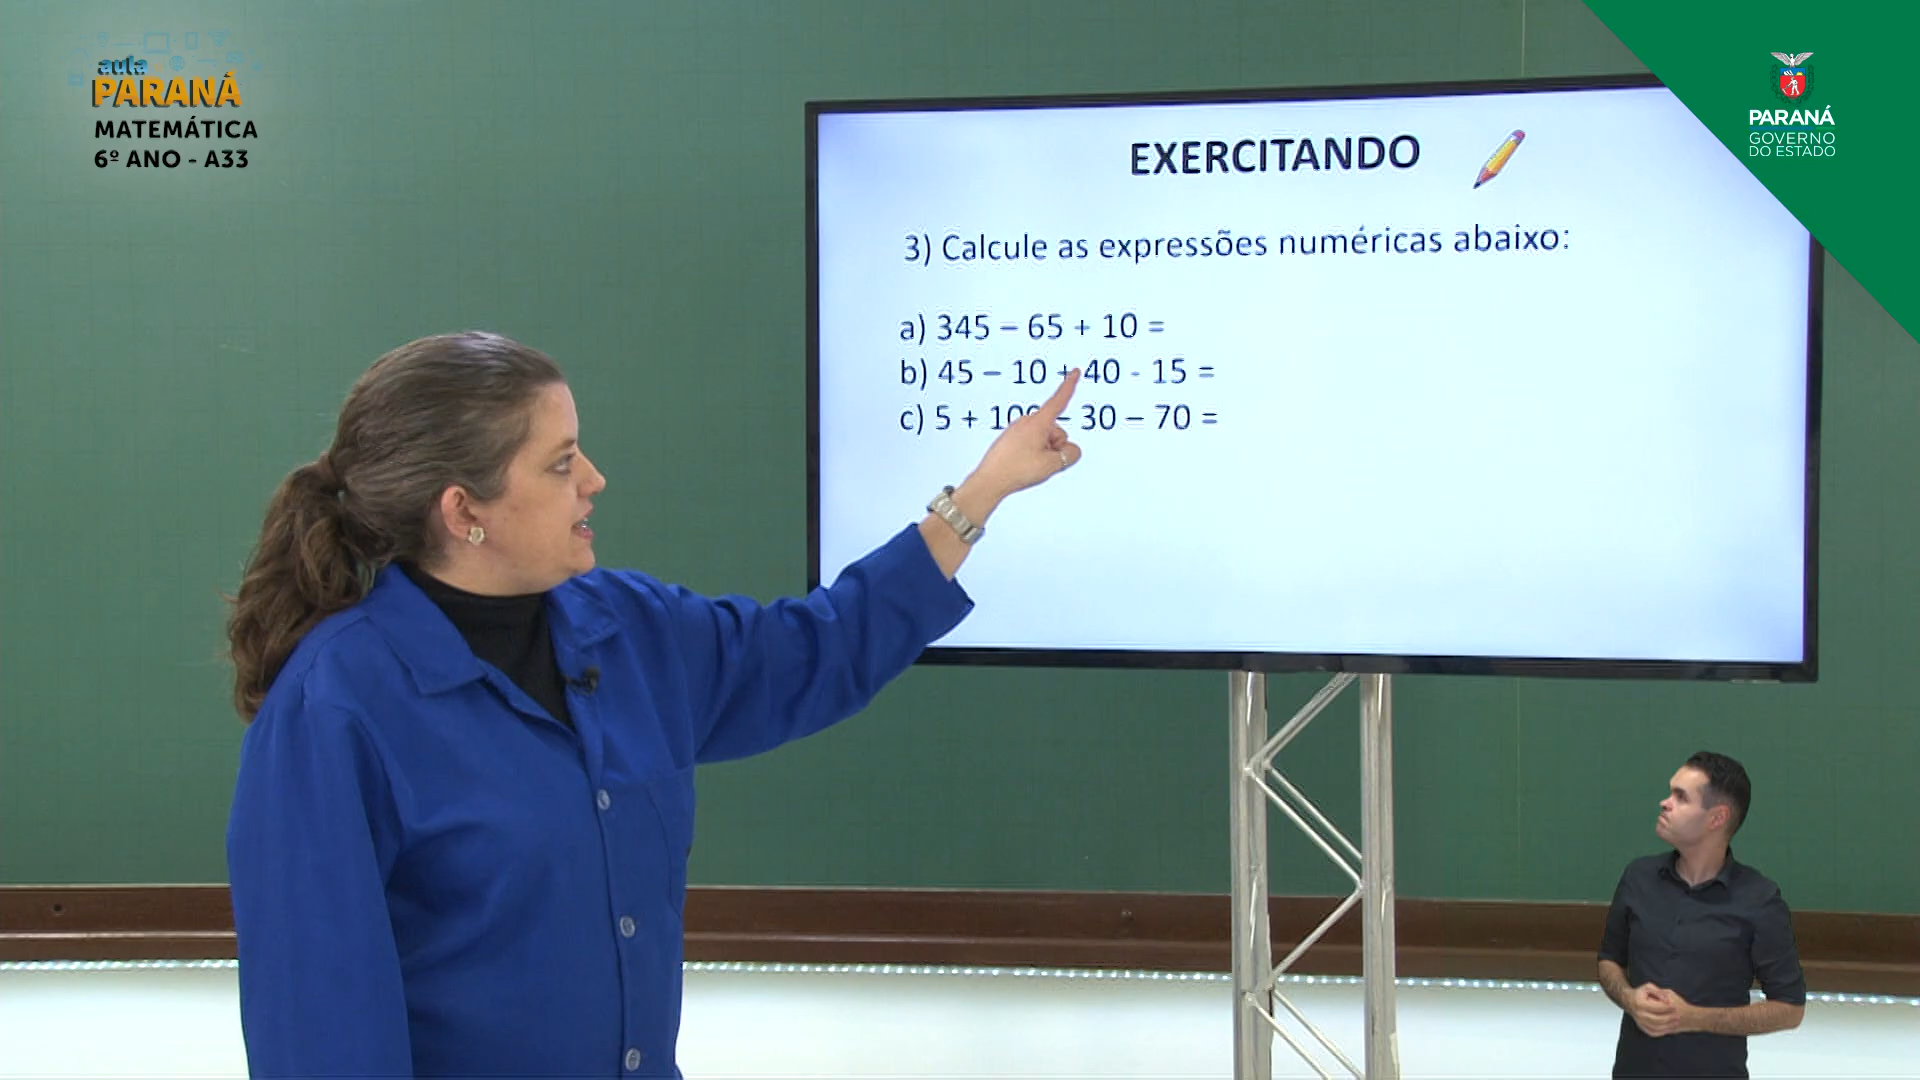 aula
PARANÁ
MATEMÁTICA
6º ANO - A33
PARANÁ
GOVERNO
DO ESTADO
EXERCITANDO
3) Calcule as expressões numéricas abaixo:
a) 345 – 65 + 10 =
b) 45 – 10 + 40 - 15 =
c) 5 + – 30 – 70 =